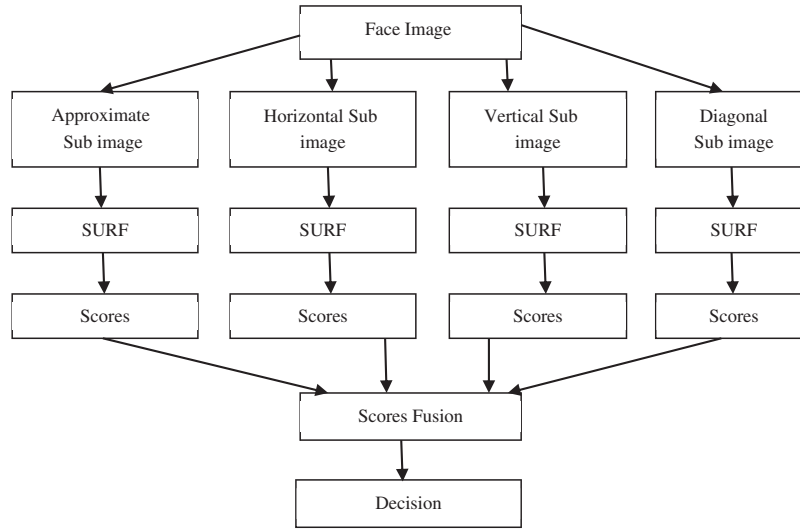 Face Image
Approximate
Sub image
Horizontal Sub
image
Vertical Sub
image
Diagonal
Sub image
SURF
SURF
SURF
SURF
Scores
Scores
Scores
Scores
Scores Fusion
Decision